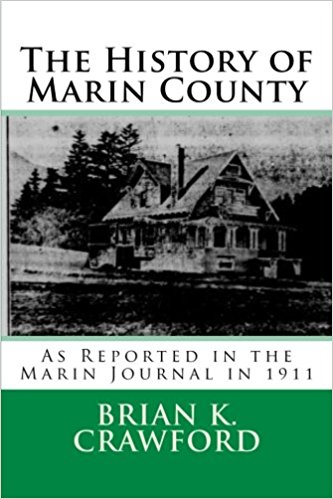 The History of
Marin County
As Reported in the
Marin Journal in 1911
BRIAN K.
CRAWFORD